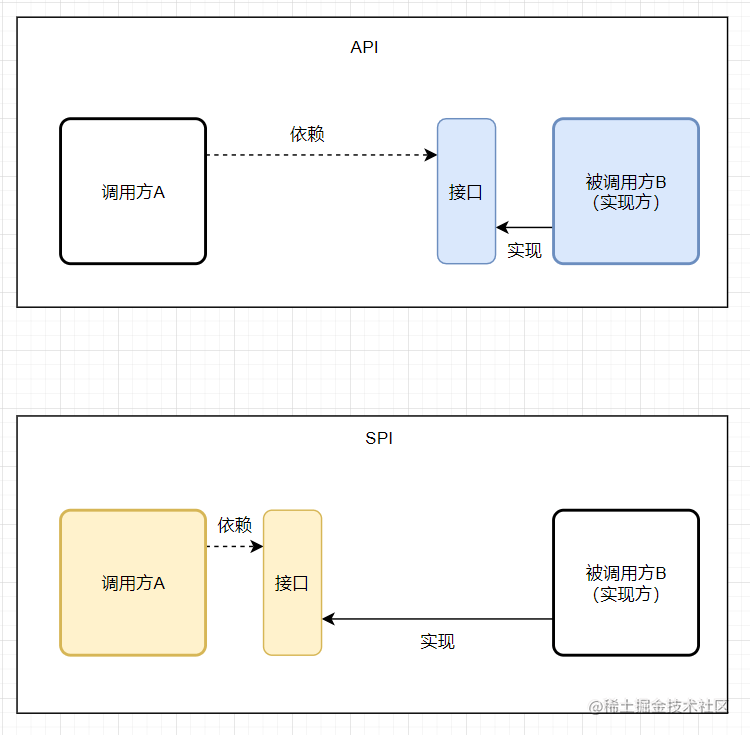 API
依赖
调用方A
接口
被调用方B
（实现方）
实现
SPI
依赖
调用方A
接口
被调用方B
（实现方）
实现
@稀土掘金技术社区